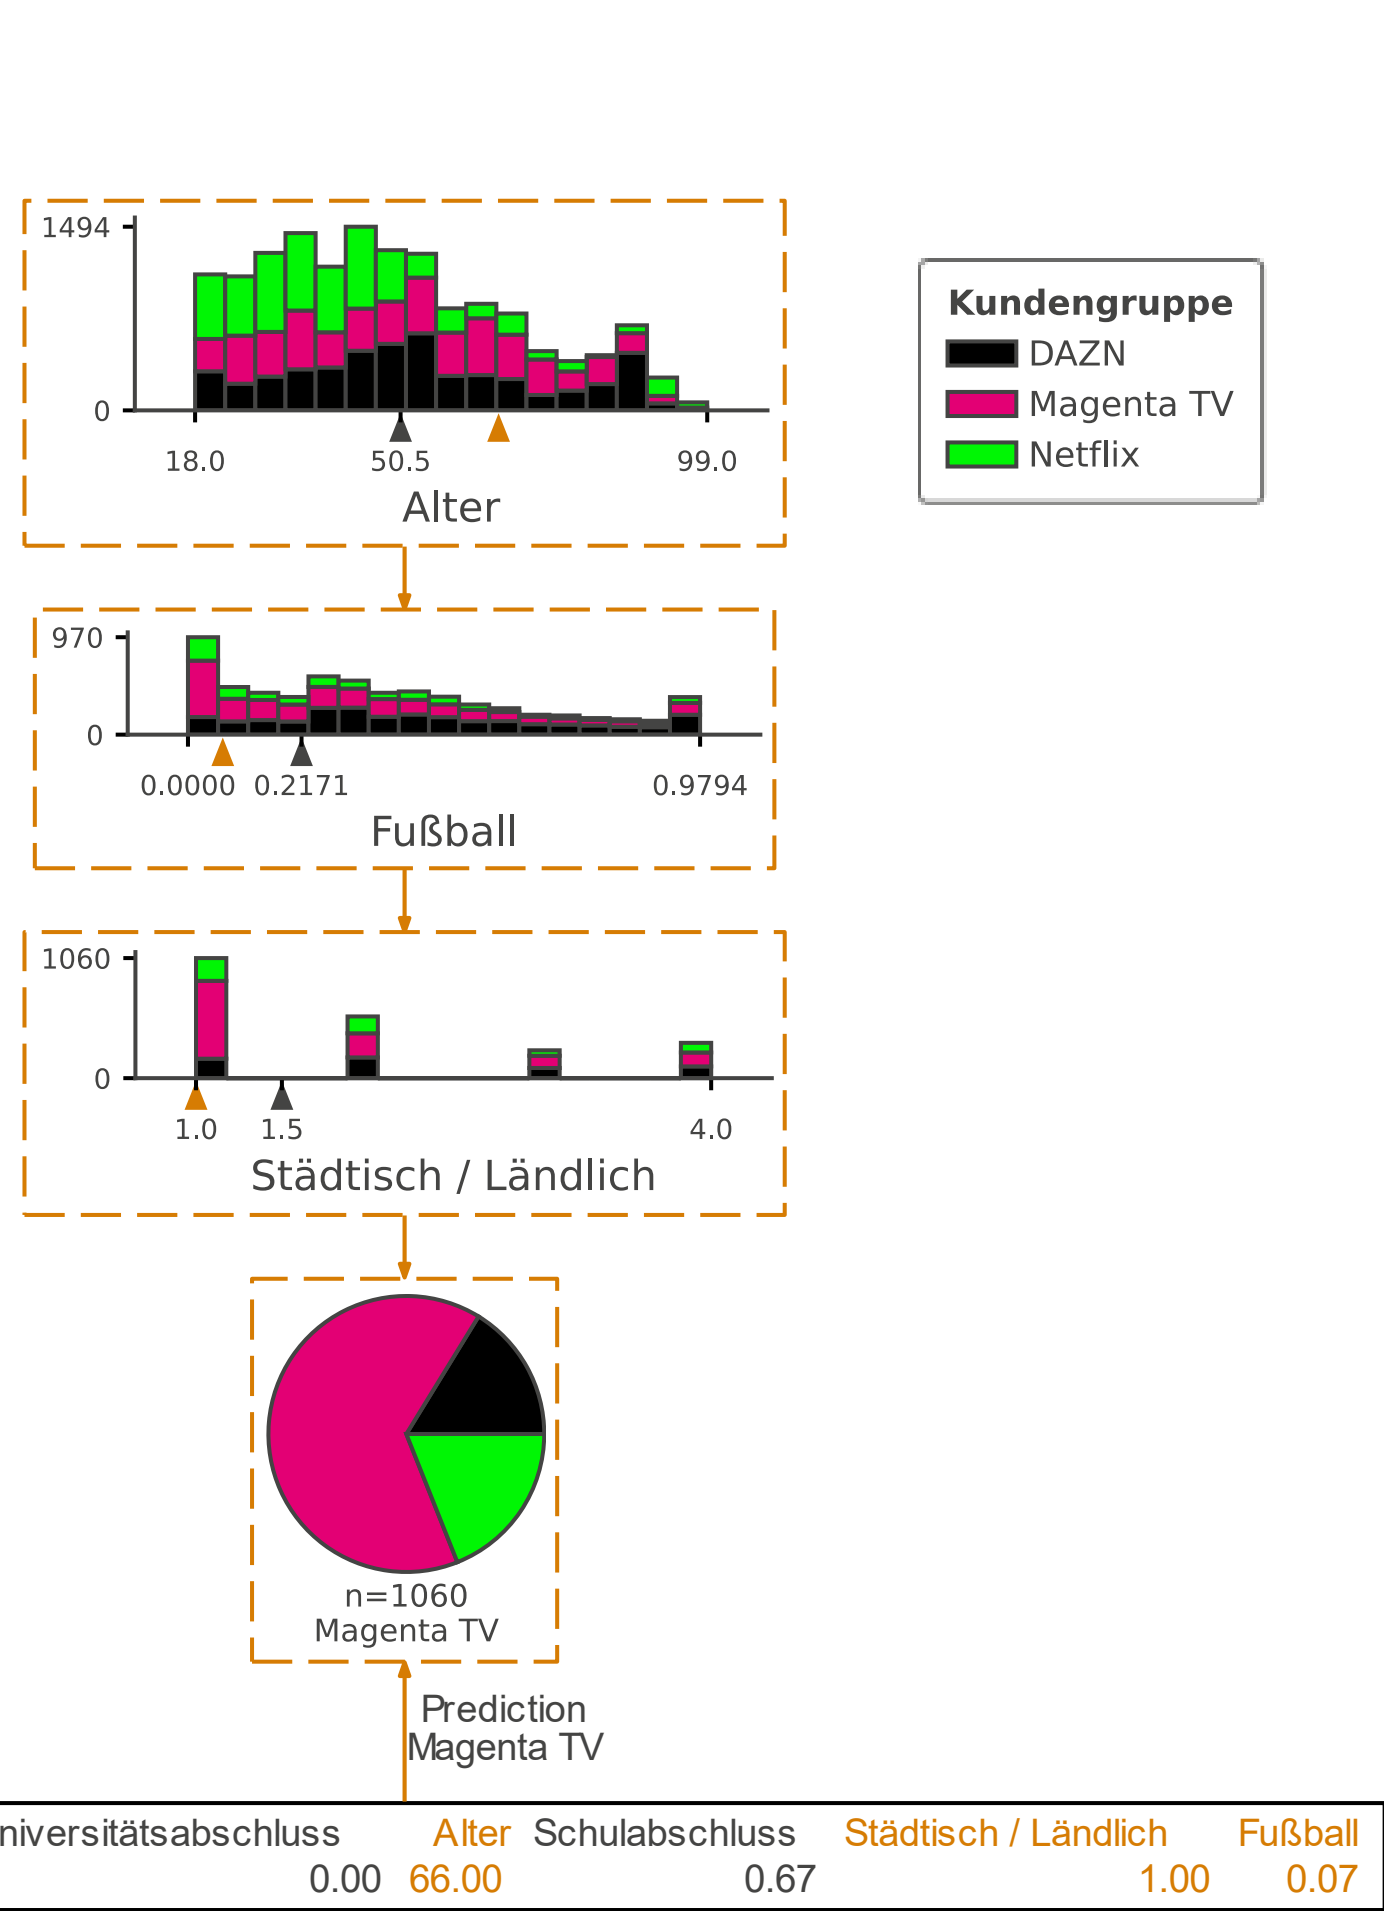 1494
0
18.0 50.5 99.0
Alter
Kundengruppe
DAZN
Magenta TV
Netflix
970
0
0.0000 0.2171 0.9794
Fußball
1060
0
1.0 1.5 4.0
Städtisch / Ländlich
n=1060
Magenta TV
Prediction
Magenta TV
niversitätsabschluss Alter Schulabschluss Städtisch / Ländlich Fußball
0.00 66.00 0.67 1.00 0.07